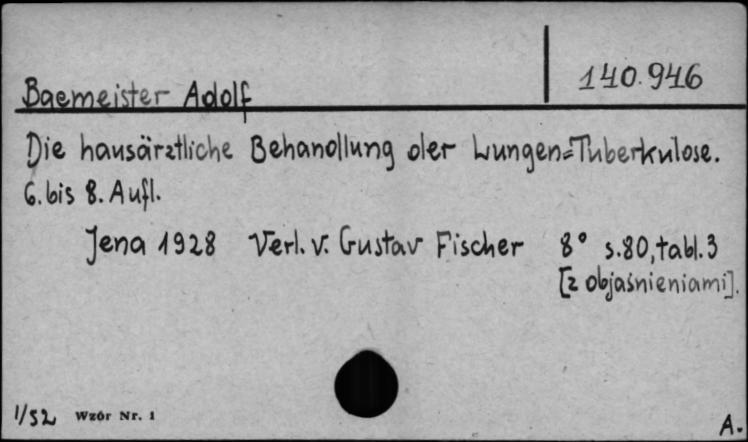 140.946
Baemeister Adolf
Die hausärztliche Behandlung der Lungen=Tuberkulose.
6. bis 8. Aufl.
Jena 1928 Verl. v. Gustav Fischer 8° s. 80, tabl. 3
[z objaśnieniami].
1/52 Wzór Nr. 1
A.